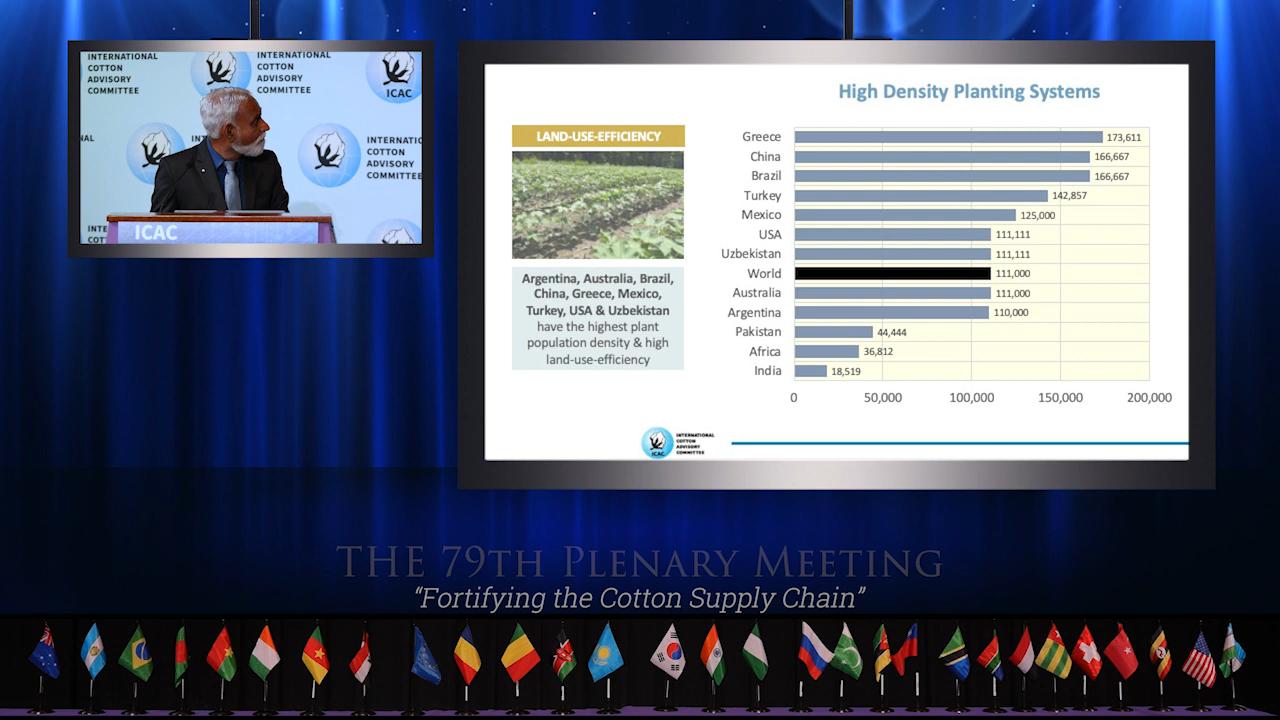 INTERNATIONAL
COTTON
ADVISORY
COMMITTEE
INTERNATIONAL
COTTON
ADVISORY
COMMITTEE
ICAC
COTTON
ADVISORY
COMMITTEE
ICAC
High Density Planting Systems
LAND-USE-EFFICIENCY
Argentina, Australia, Brazil,
China, Greece, Mexico,
Turkey, USA & Uzbekistan
have the highest plant
population density & high
land-use-efficiency
Greece 173,611
China 166,667
Brazil 166,667
Turkey 142,857
Mexico 125,000
USA 111,111
Uzbekistan 111,111
World 111,000
Australia 111,000
Argentina 110,000
Pakistan 44,444
Africa 36,812
India 18,519
0 50,000 100,000 150,000 200,000
ICAC
INTERNATIONAL
COTTON
ADVISORY
COMMITTEE
THE 79TH PLENARY MEETING
“Fortifying the Cotton Supply Chain”